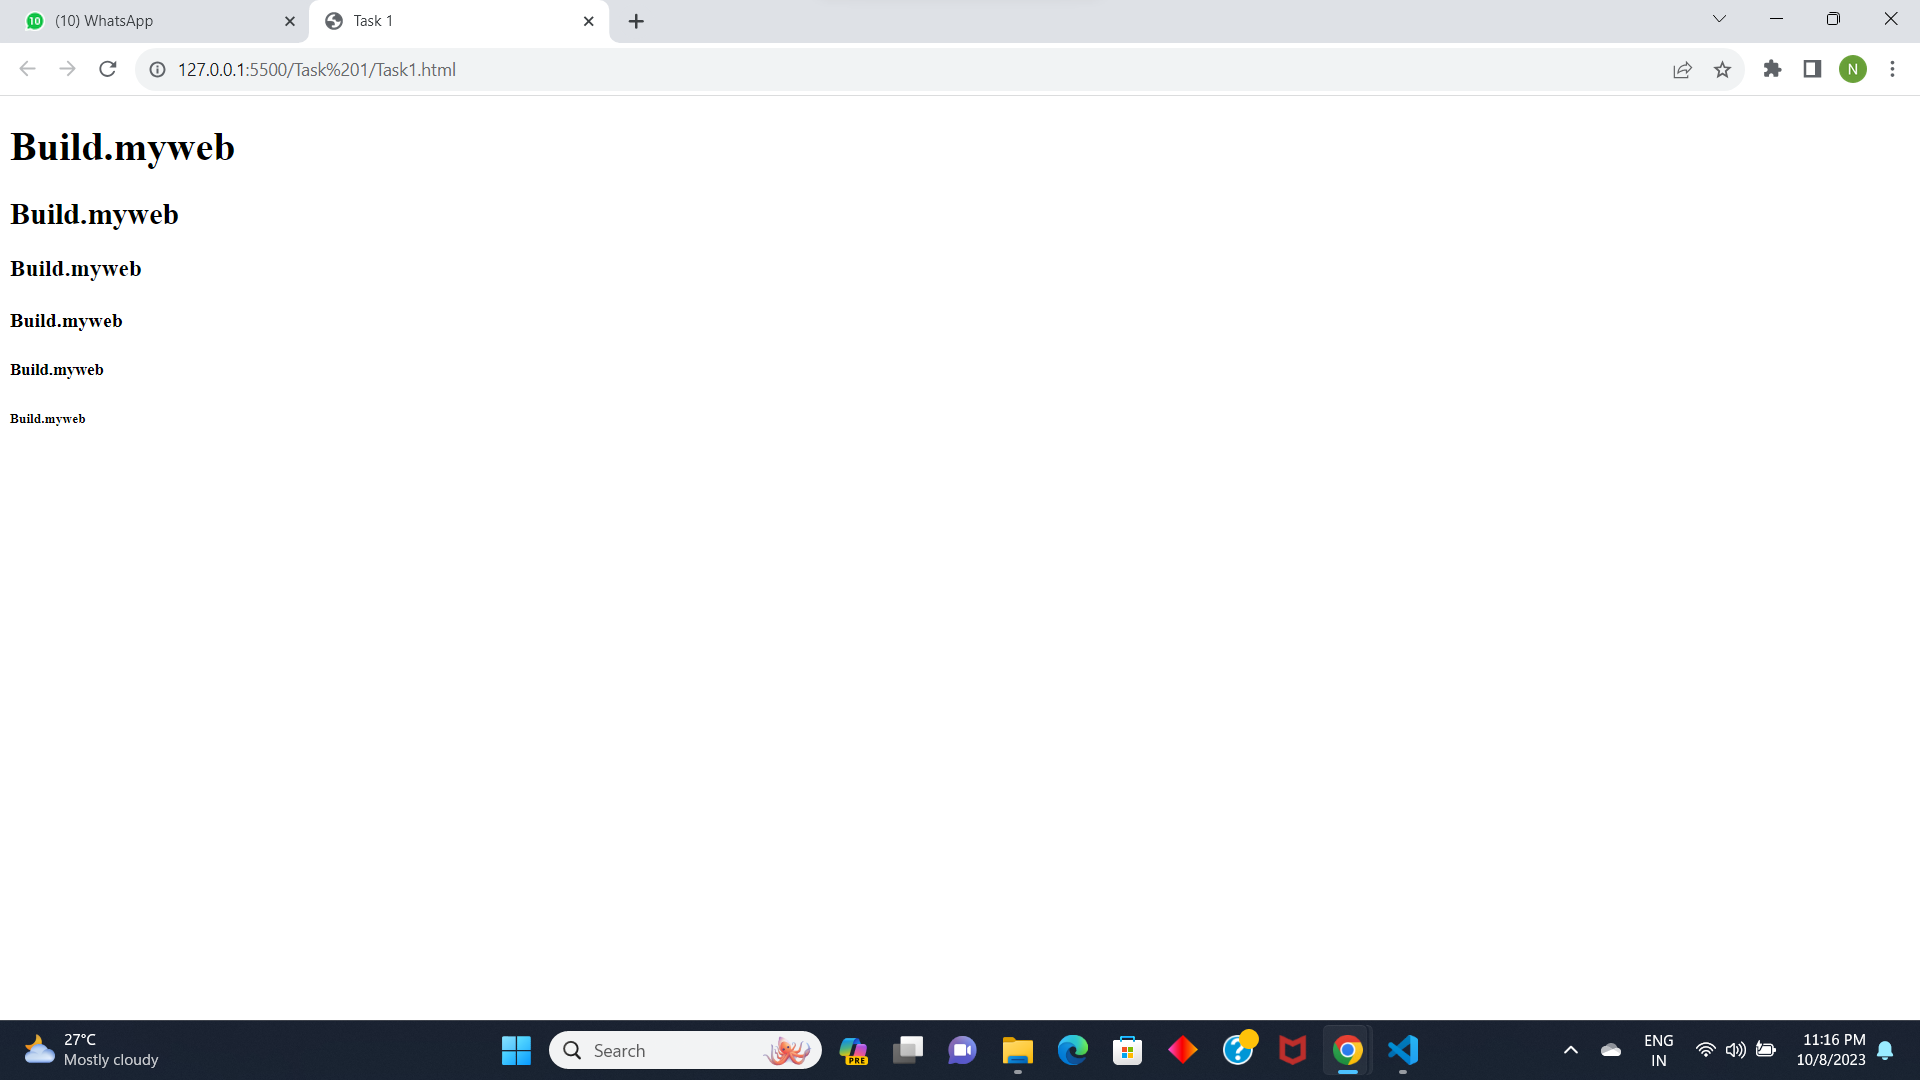 10
(10) WhatsApp
Task 1
127.0.0.1:5500/Task%201/Task1.html
N
Build.myweb
Build.myweb
Build.myweb
Build.myweb
Build.myweb
Build.myweb
27°C
Mostly cloudy
Search
PRE
ENG
IN
11:16 PM
10/8/2023